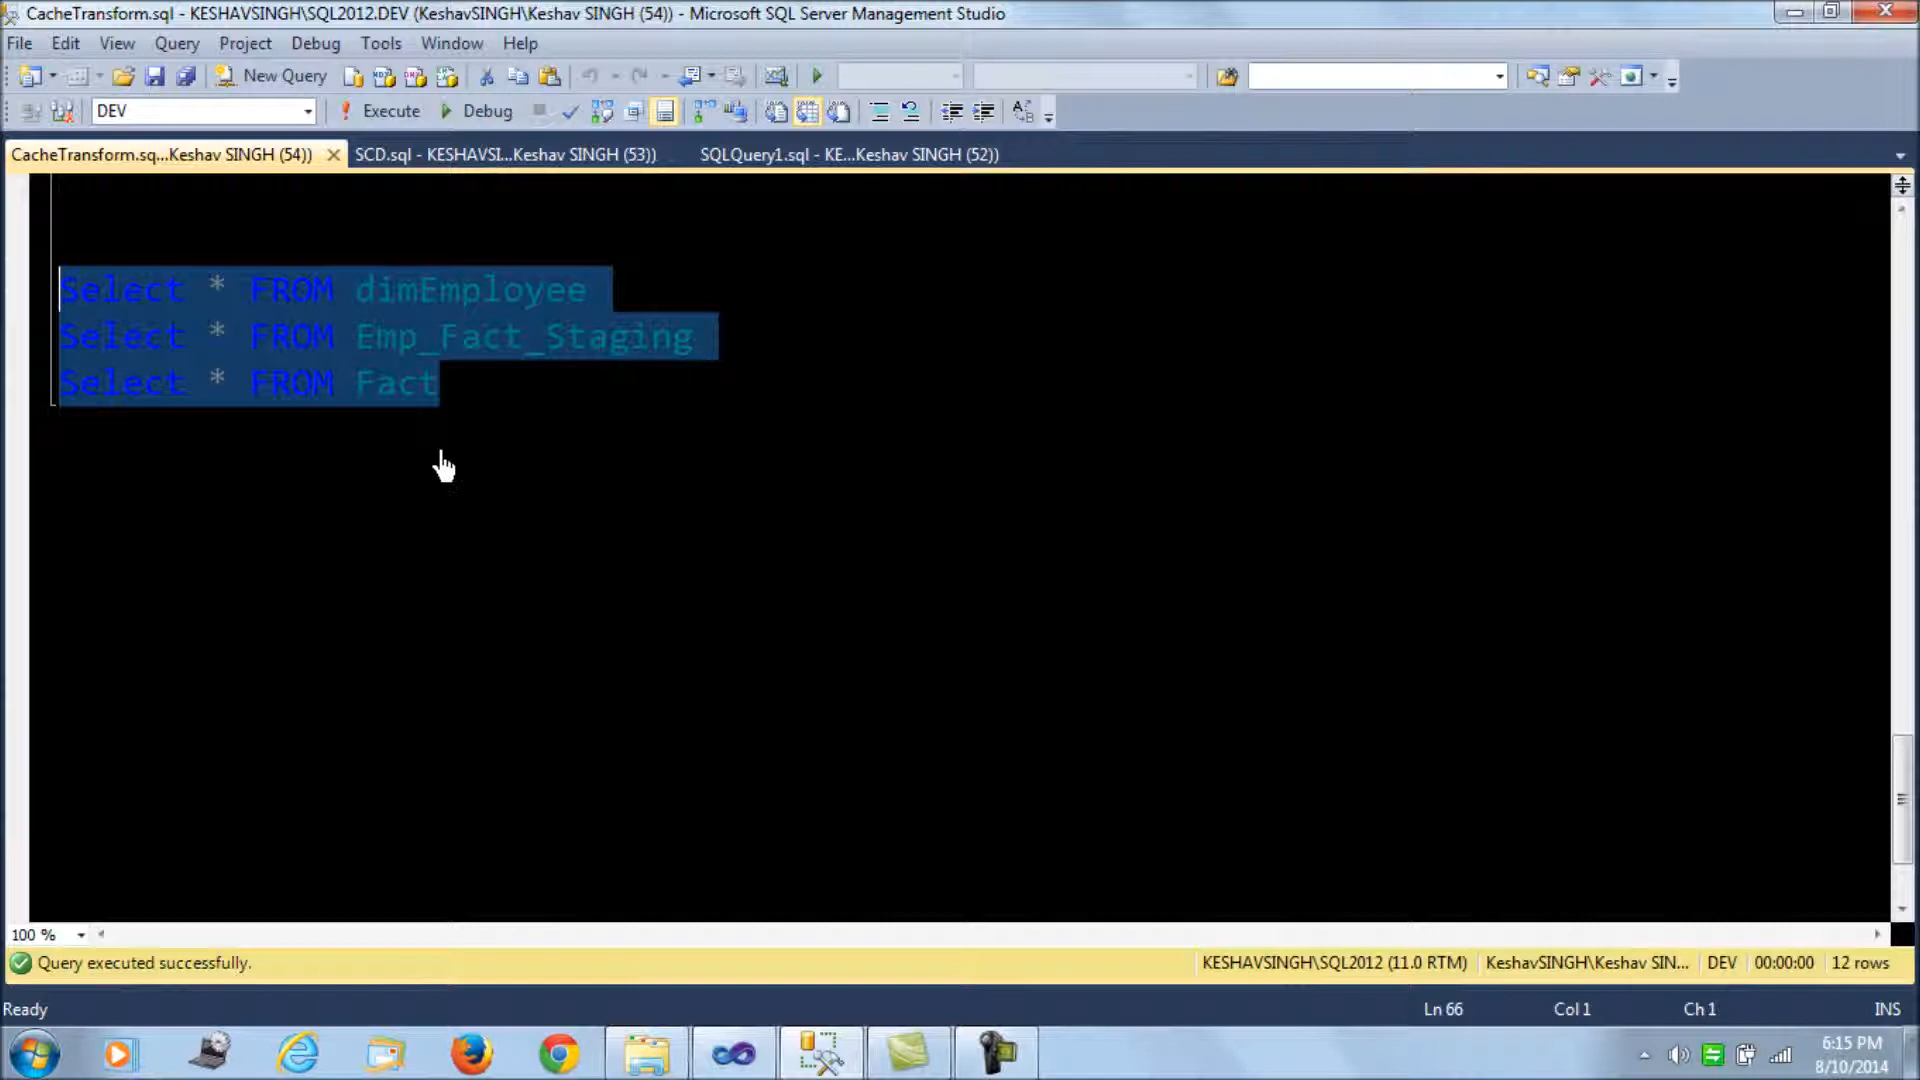 CacheTransform.sql - KESHAVSINGH\SQL2012.DEV (KeshavSINGH\Keshav SINGH (54)) - Microsoft SQL Server Management Studio
File Edit View Query Project Debug Tools Window Help
New Query
DEV Execute Debug
CacheTransform.sq...Keshav SINGH (54)) SCD.sql - KESHAVSI...Keshav SINGH (53)) SQLQuery1.sql - KE...Keshav SINGH (52))
Select * FROM dimEmployee
Select * FROM Emp_Fact_Staging
Select * FROM Fact
100 %
Query executed successfully. KESHAVSINGH\SQL2012 (11.0 RTM) KeshavSINGH\Keshav SIN... DEV 00:00:00 12 rows
Ready Ln 66 Col 1 Ch 1 INS
6:15 PM
8/10/2014